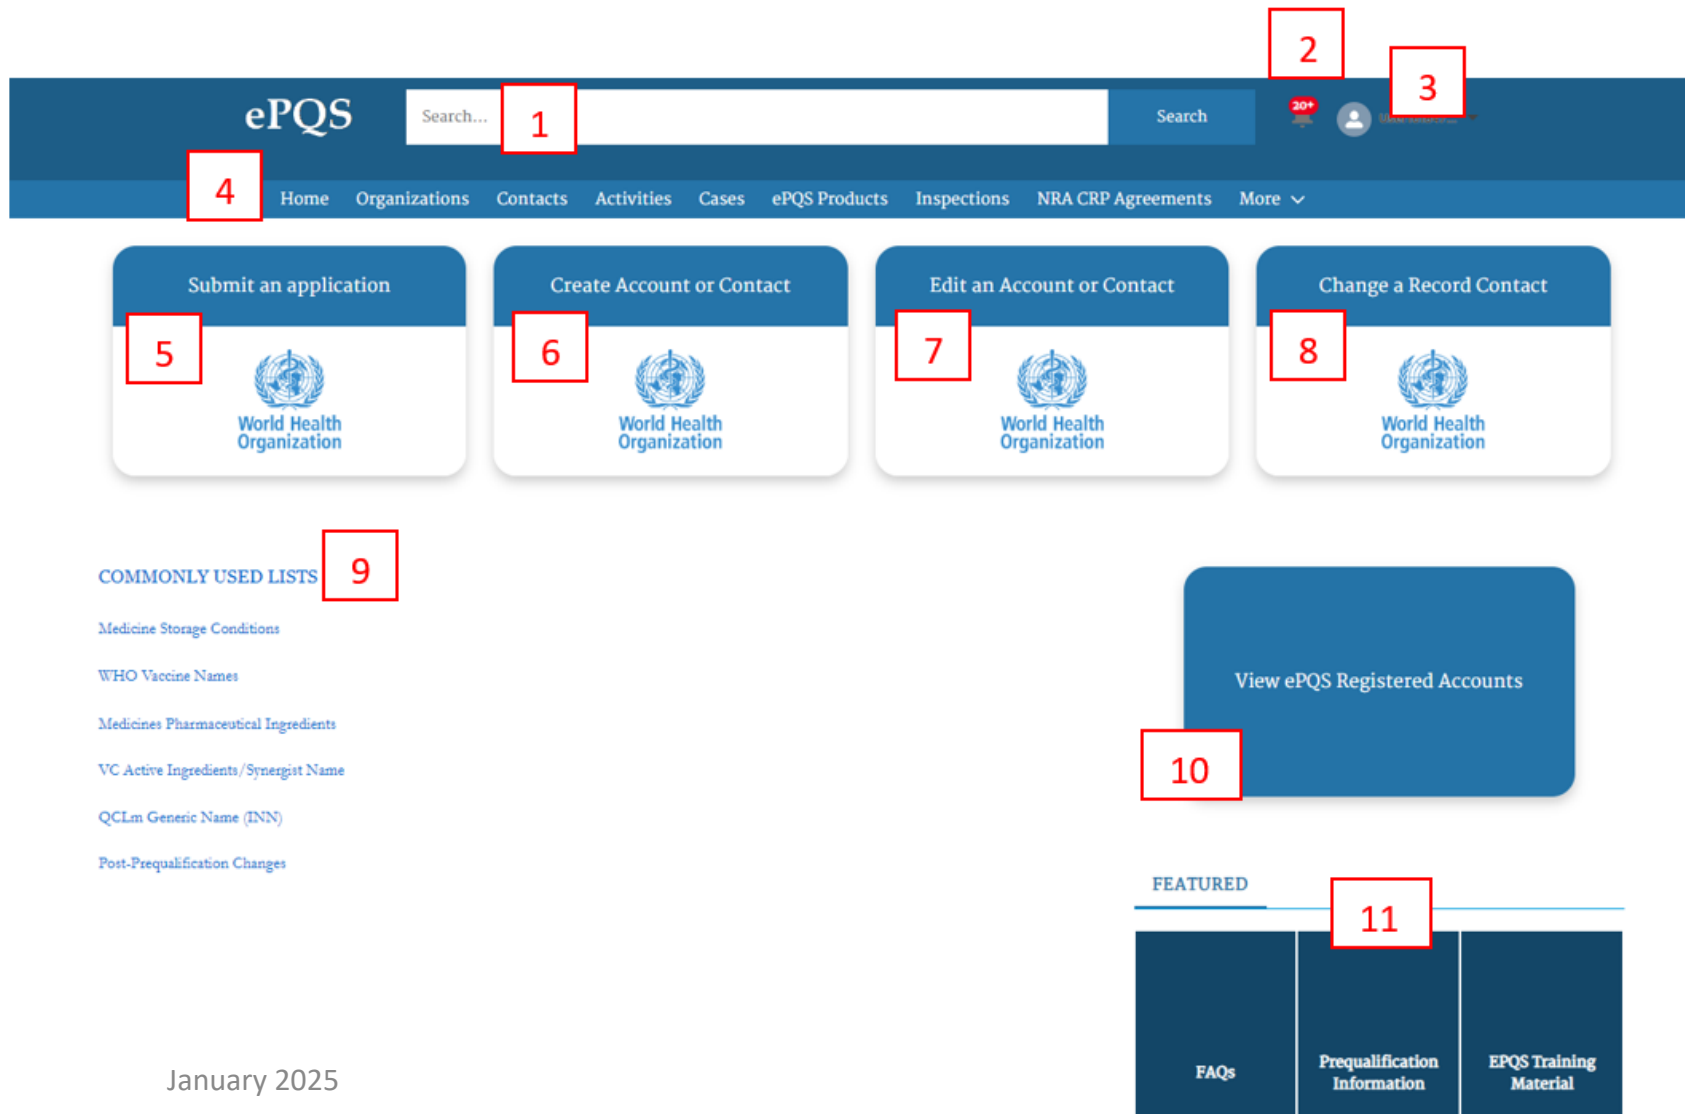 2
3
ePQS
Search...
1
Search
20+
4
Home Organizations Contacts Activities Cases ePQS Products Inspections NRA CRP Agreements More
Submit an application
Create Account or Contact
Edit an Account or Contact
Change a Record Contact
5
6
7
8
World Health
Organization
World Health
Organization
World Health
Organization
World Health
Organization
COMMONLY USED LISTS
9
Medicine Storage Conditions
WHO Vaccine Names
Medicines Pharmaceutical Ingredients
VC Active Ingredients/Synergist Name
QCLm Generic Name (INN)
Post-Prequalification Changes
View ePQS Registered Accounts
10
FEATURED
11
FAQs
Prequalification
Information
EPQS Training
Material
January 2025